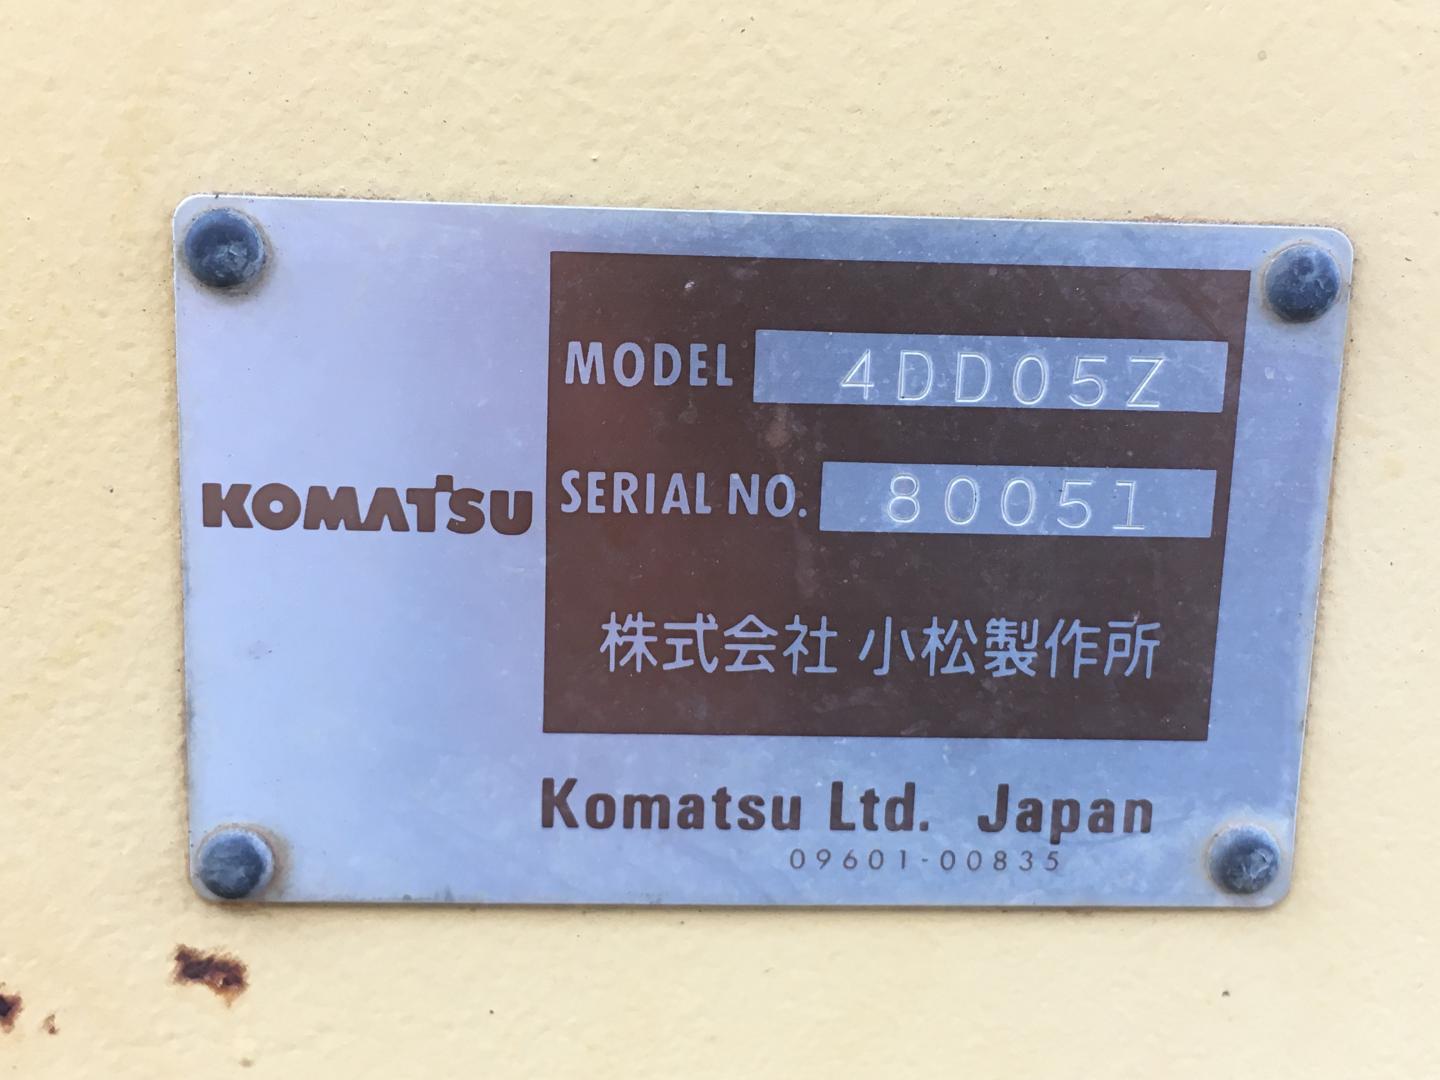 KOMATSU
MODEL 4DD05Z
SERIAL NO. 80051
株式会社 小松製作所
Komatsu Ltd. Japan
09601-00835